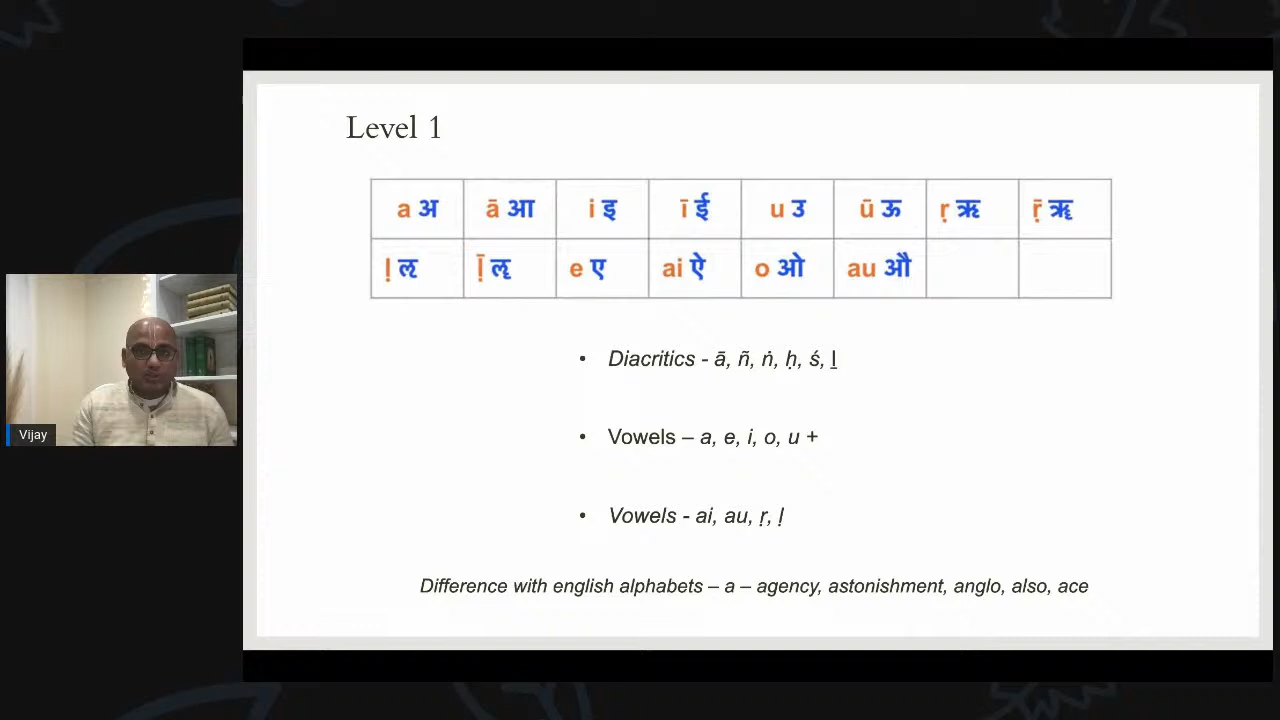 Level 1
a अ ā आ i इ ī ई u उ ū ऊ ṛ ऋ ṝ ॠ
ḷ ऌ ḹ ॡ e ए ai ऐ o ओ au औ
• Diacritics - ā, ñ, ṅ, ḥ, ś, ḻ
• Vowels – a, e, i, o, u +
• Vowels - ai, au, ṛ, ḷ
Difference with english alphabets – a – agency, astonishment, anglo, also, ace
Vijay